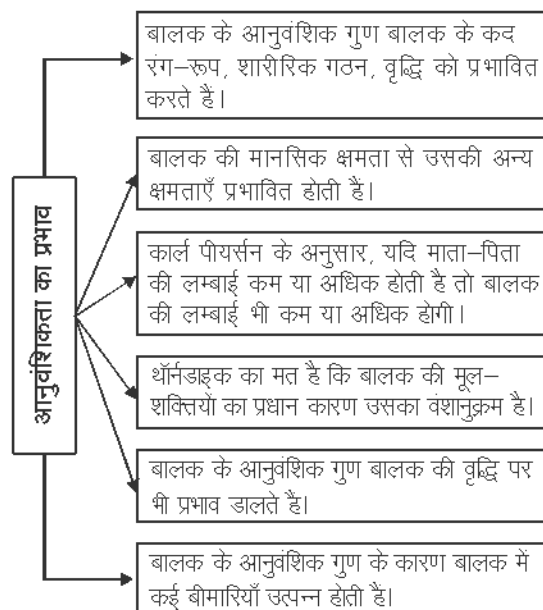 बालक के आनुवंशिक गुण बालक के कद
रंग–रूप, शारीरिक गठन, वृद्धि को प्रभावित
करते हैं।
बालक की मानसिक क्षमता से उसकी अन्य
क्षमताएँ प्रभावित होती हैं।
आनुवंशिकता का प्रभाव
कार्ल पीयर्सन के अनुसार, यदि माता–पिता
की लम्बाई कम या अधिक होती है तो बालक
की लम्बाई भी कम या अधिक होगी।
थॉर्नडाइक का मत है कि बालक की मूल–
शक्तियों का प्रधान कारण उसका वंशानुक्रम है।
बालक के आनुवंशिक गुण बालक की वृद्धि पर
भी प्रभाव डालते है।
बालक के आनुवंशिक गुण के कारण बालक में
कई बीमारियाँ उत्पन्न होती हैं।